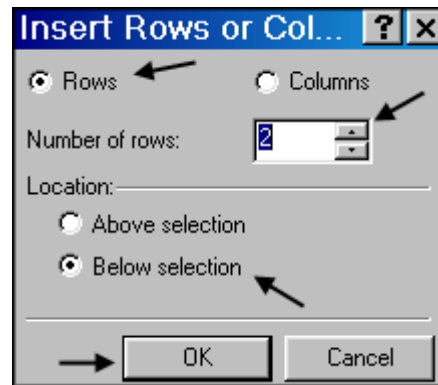 Insert Rows or Col... ? ×
Rows Columns
Number of rows: 2
Location:
Above selection
Below selection
OK Cancel